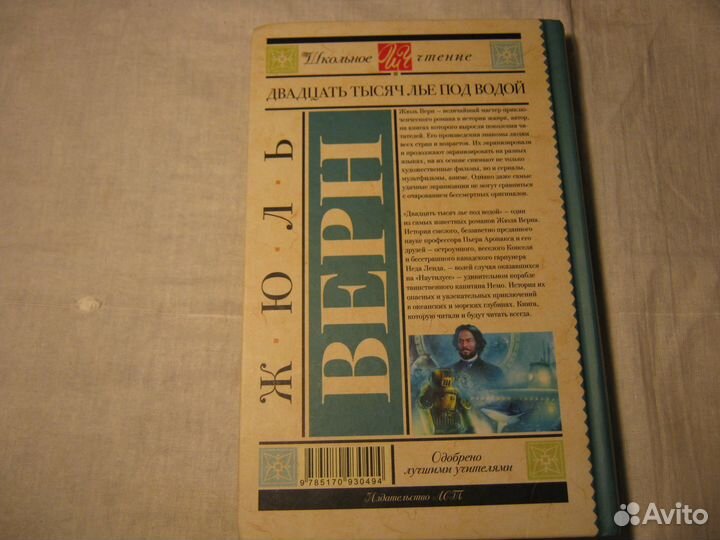 Школьное ШЧ чтение
ДВАДЦАТЬ ТЫСЯЧ ЛЬЕ ПОД ВОДОЙ
ЖЮЛЬ
ВЕРН
Жюль Верн – величайший мастер приклю-
ченческого романа в истории жанра, автор,
на книгах которого выросли поколения чи-
тателей. Его произведения знакомы людям
всех стран и возрастов. Их экранизировали
и продолжают экранизировать на разных
языках, на их основе снимают не только
художественные фильмы, но и сериалы,
мультфильмы, аниме. Однако даже самые
удачные экранизации не могут сравниться
с очарованием бессмертных оригиналов.
«Двадцать тысяч лье под водой» – один
из самых известных романов Жюля Верна.
История смелого, беззаветно преданного
науке профессора Пьера Аронакса и его
друзей – остроумного, веселого Конселя
и бесстрашного канадского гарпунера
Неда Ленда, – волей случая оказавшихся
на «Наутилусе» – удивительном корабле
таинственного капитана Немо. История их
опасных и увлекательных приключений
в океанских и морских глубинах. Книга,
которую читали и будут читать всегда.
9 785170 930494
Одобрено
лучшими учителями
Издательство АСТ
Avito